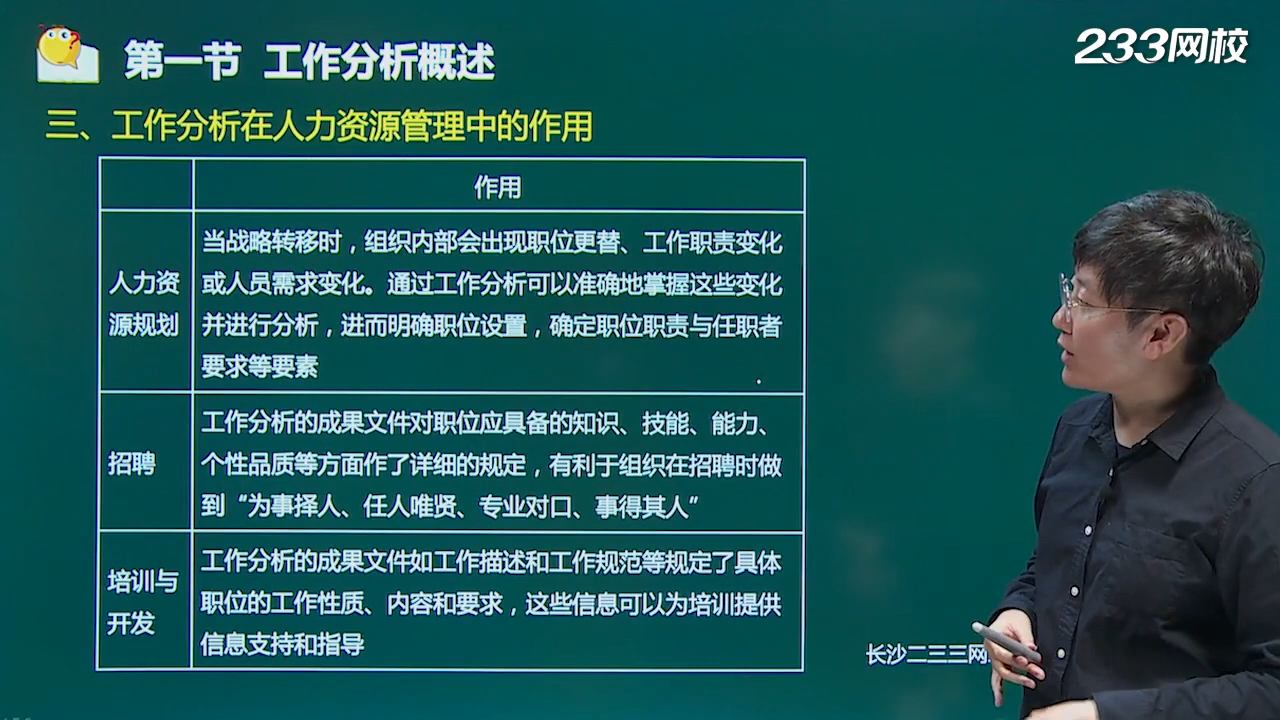 第一节 工作分析概述
233网校
三、工作分析在人力资源管理中的作用
作用
人力资
源规划
当战略转移时，组织内部会出现职位更替、工作职责变化
或人员需求变化。通过工作分析可以准确地掌握这些变化
并进行分析，进而明确职位设置，确定职位职责与任职者
要求等要素
招聘
工作分析的成果文件对职位应具备的知识、技能、能力、
个性品质等方面作了详细的规定，有利于组织在招聘时做
到“为事择人、任人唯贤、专业对口、事得其人”
培训与
开发
工作分析的成果文件如工作描述和工作规范等规定了具体
职位的工作性质、内容和要求，这些信息可以为培训提供
信息支持和指导
长沙二三三网